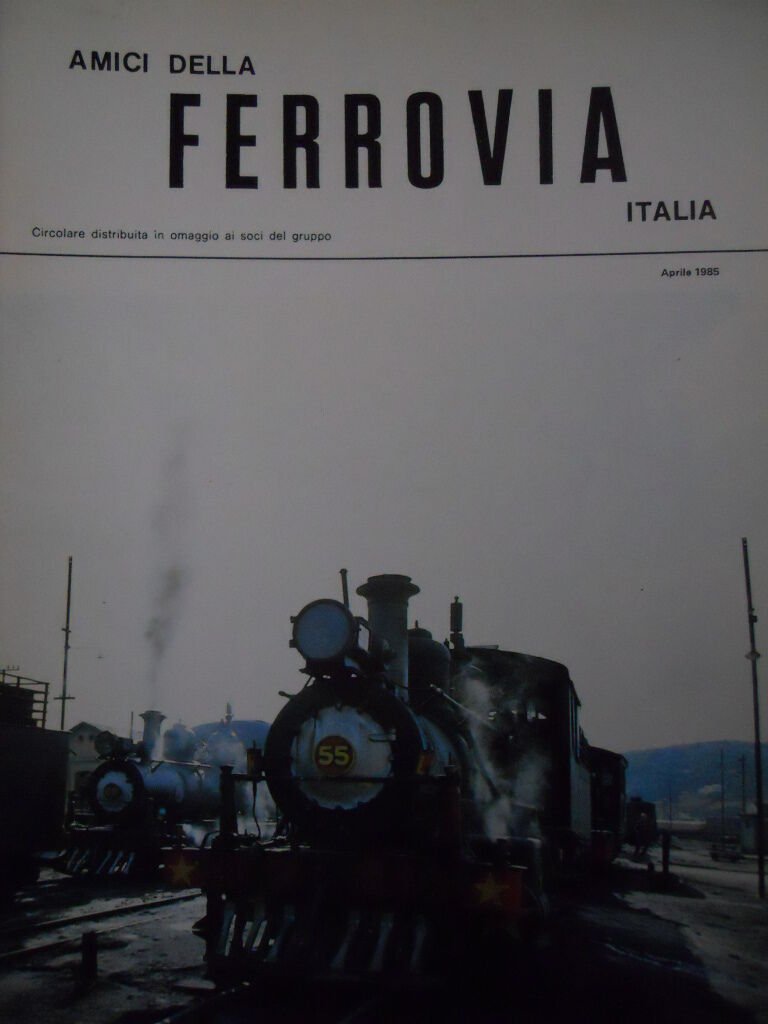 AMICI DELLA
FERROVIA
ITALIA
Circolare distribuita in omaggio ai soci del gruppo
Aprile 1985
55